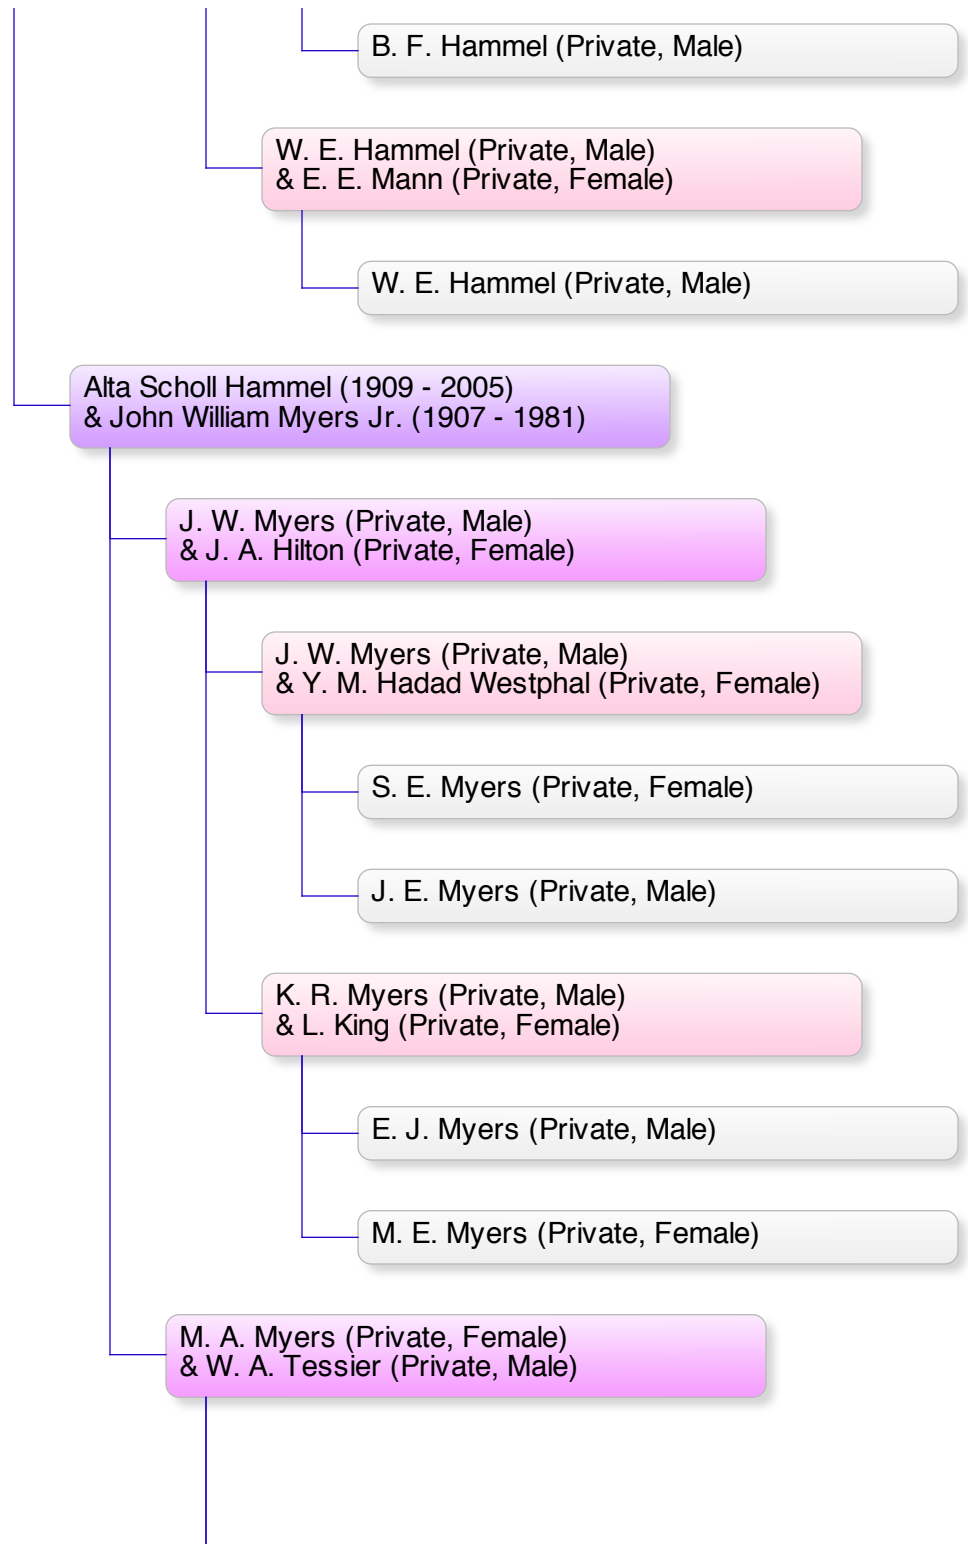 B. F. Hammel (Private, Male)
W. E. Hammel (Private, Male)
& E. E. Mann (Private, Female)
W. E. Hammel (Private, Male)
Alta Scholl Hammel (1909 - 2005)
& John William Myers Jr. (1907 - 1981)
J. W. Myers (Private, Male)
& J. A. Hilton (Private, Female)
J. W. Myers (Private, Male)
& Y. M. Hadad Westphal (Private, Female)
S. E. Myers (Private, Female)
J. E. Myers (Private, Male)
K. R. Myers (Private, Male)
& L. King (Private, Female)
E. J. Myers (Private, Male)
M. E. Myers (Private, Female)
M. A. Myers (Private, Female)
& W. A. Tessier (Private, Male)